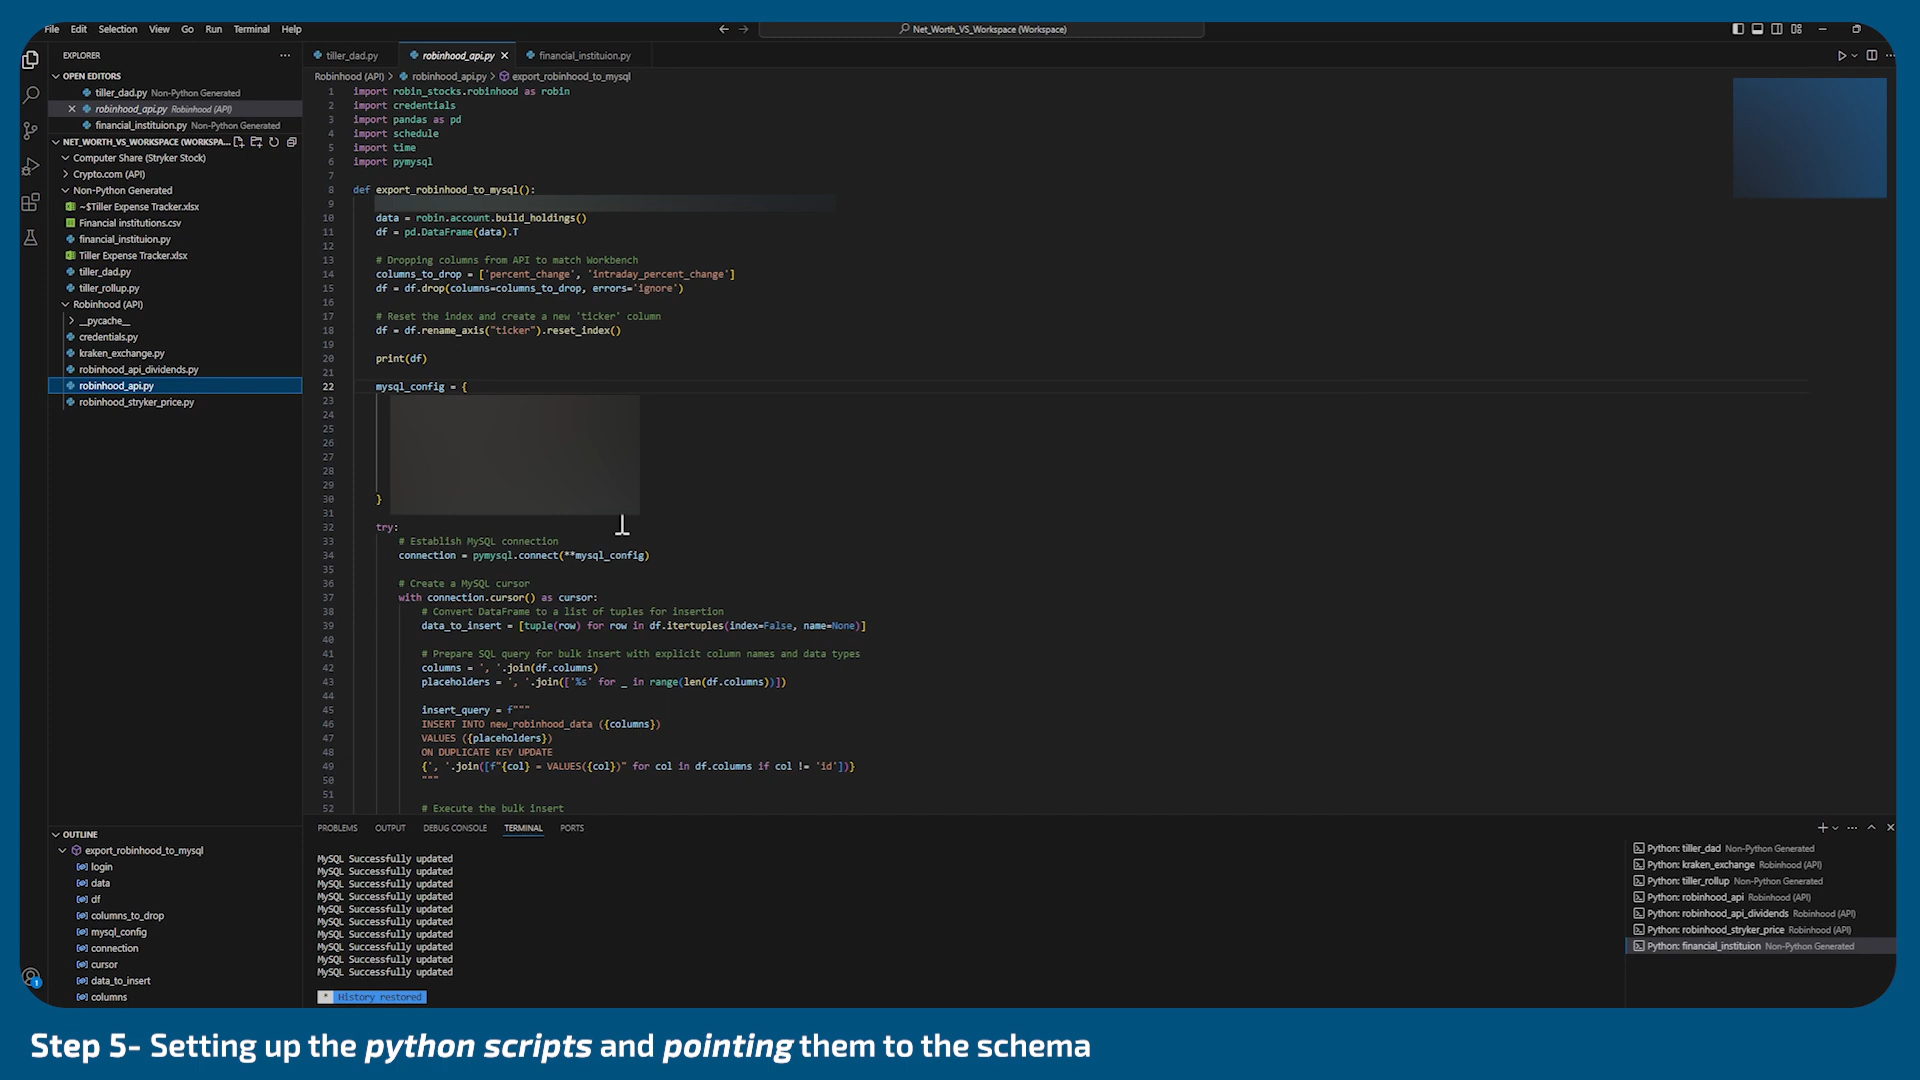 File Edit Selection View Go Run Terminal Help
Net_Worth_VS_Workspace (Workspace)
EXPLORER
OPEN EDITORS
tiller_dad.py Non-Python Generated
robinhood_api.py Robinhood (API)
financial_instituion.py Non-Python Generated
NET_WORTH_VS_WORKSPACE (WORKSPA...
Computer Share (Stryker Stock)
Crypto.com (API)
Non-Python Generated
~$Tiller Expense Tracker.xlsx
Financial institutions.csv
financial_instituion.py
Tiller Expense Tracker.xlsx
tiller_dad.py
tiller_rollup.py
Robinhood (API)
__pycache__
credentials.py
kraken_exchange.py
robinhood_api_dividends.py
robinhood_api.py
robinhood_stryker_price.py
OUTLINE
export_robinhood_to_mysql
login
data
df
columns_to_drop
mysql_config
connection
cursor
data_to_insert
columns
tiller_dad.py robinhood_api.py financial_instituion.py
Robinhood (API) > robinhood_api.py > export_robinhood_to_mysql
1 import robin_stocks.robinhood as robin
2 import credentials
3 import pandas as pd
4 import schedule
5 import time
6 import pymysql
7
8 def export_robinhood_to_mysql():
9
10 data = robin.account.build_holdings()
11 df = pd.DataFrame(data).T
12
13 # Dropping columns from API to match Workbench
14 columns_to_drop = ['percent_change', 'intraday_percent_change']
15 df = df.drop(columns=columns_to_drop, errors='ignore')
16
17 # Reset the index and create a new 'ticker' column
18 df = df.rename_axis("ticker").reset_index()
19
20 print(df)
21
22 mysql_config = {
23
24
25
26
27
28
29
30 }
31
32 try:
33 # Establish MySQL connection
34 connection = pymysql.connect(**mysql_config)
35
36 # Create a MySQL cursor
37 with connection.cursor() as cursor:
38 # Convert DataFrame to a list of tuples for insertion
39 data_to_insert = [tuple(row) for row in df.itertuples(index=False, name=None)]
40
41 # Prepare SQL query for bulk insert with explicit column names and data types
42 columns = ', '.join(df.columns)
43 placeholders = ', '.join(['%s' for _ in range(len(df.columns))])
44
45 insert_query = f"""
46 INSERT INTO new_robinhood_data ({columns})
47 VALUES ({placeholders})
48 ON DUPLICATE KEY UPDATE
49 {', '.join([f"{col} = VALUES({col})" for col in df.columns if col != 'id'])}
50 """
51
52 # Execute the bulk insert
PROBLEMS OUTPUT DEBUG CONSOLE TERMINAL PORTS
MySQL Successfully updated
MySQL Successfully updated
MySQL Successfully updated
MySQL Successfully updated
MySQL Successfully updated
MySQL Successfully updated
MySQL Successfully updated
MySQL Successfully updated
MySQL Successfully updated
MySQL Successfully updated
* History restored
Python: tiller_dad Non-Python Generated
Python: kraken_exchange Robinhood (API)
Python: tiller_rollup Non-Python Generated
Python: robinhood_api Robinhood (API)
Python: robinhood_api_dividends Robinhood (API)
Python: robinhood_stryker_price Robinhood (API)
Python: financial_instituion Non-Python Generated
1
Step 5- Setting up the python scripts and pointing them to the schema